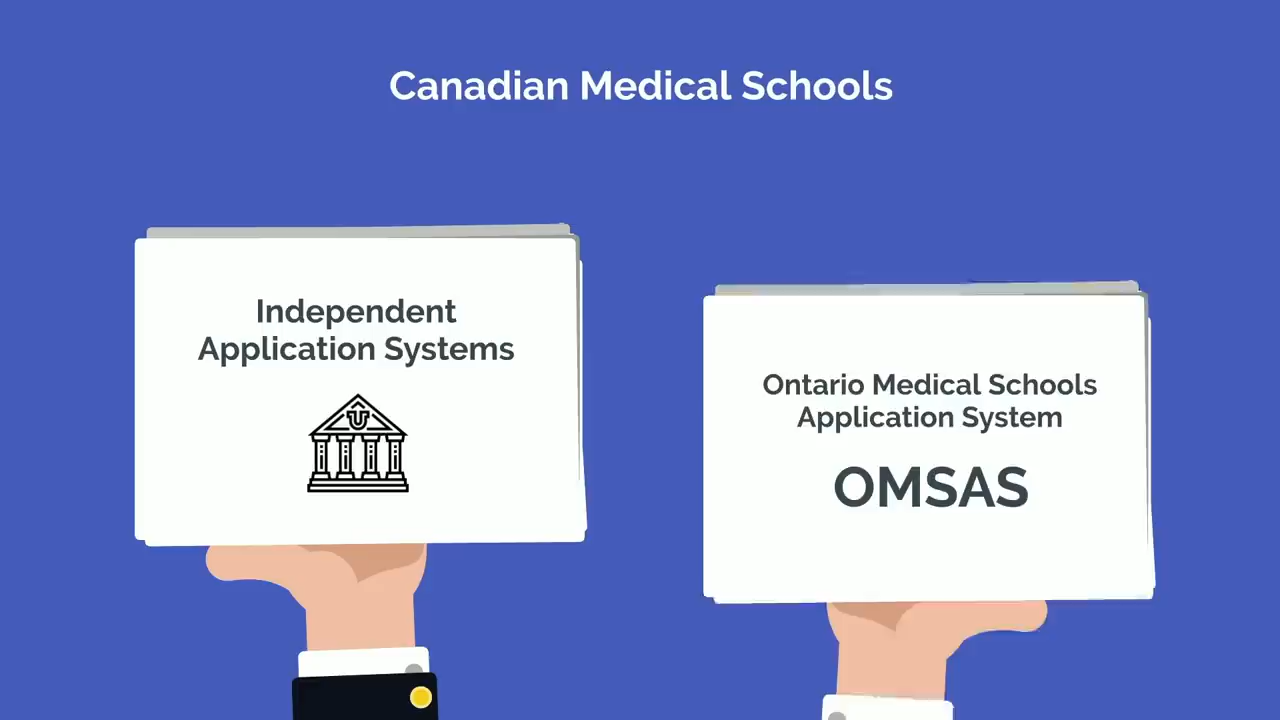 Canadian Medical Schools
Independent
Application Systems
Ontario Medical Schools
Application System
OMSAS